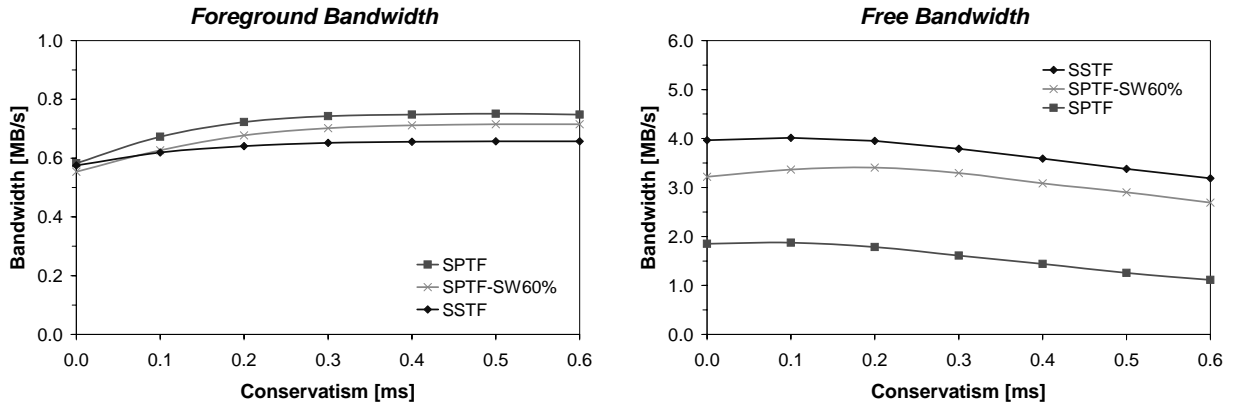 Foreground Bandwidth
1.0
0.8
0.6
0.4
0.2
0.0
Bandwidth [MB/s]
SPTF
SPTF-SW60%
SSTF
0.0 0.1 0.2 0.3 0.4 0.5 0.6
Conservatism [ms]
Free Bandwidth
6.0
5.0
4.0
3.0
2.0
1.0
0.0
Bandwidth [MB/s]
SSTF
SPTF-SW60%
SPTF
0.0 0.1 0.2 0.3 0.4 0.5 0.6
Conservatism [ms]